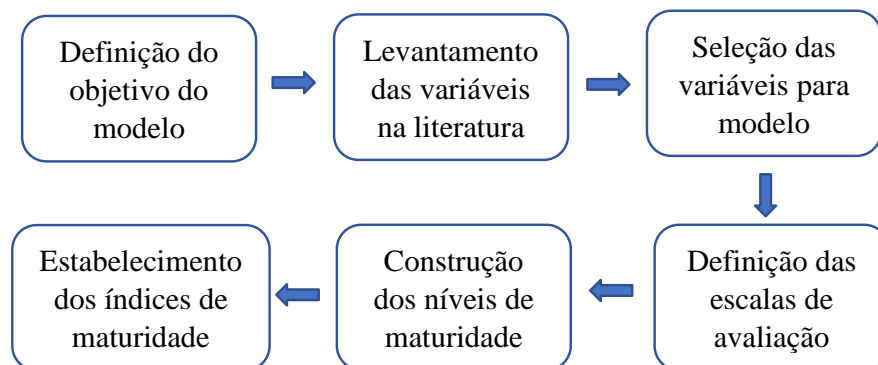 Definição do
objetivo do
modelo
Levantamento
das variáveis
na literatura
Seleção das
variáveis para
modelo
Definição das
escalas de
avaliação
Construção
dos níveis de
maturidade
Estabelecimento
dos índices de
maturidade